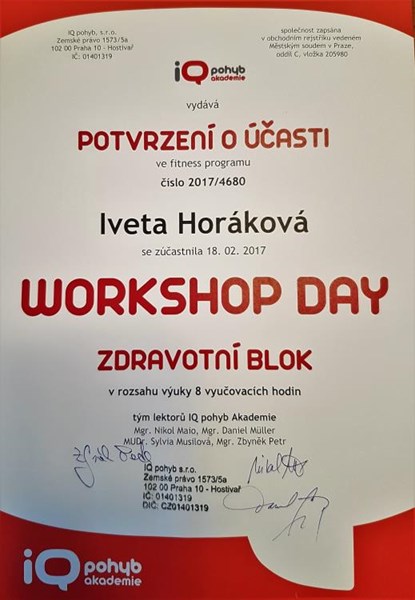 IQ pohyb, s.r.o.
Zemské právo 1573/5a
102 00 Praha 10 - Hostivař
IČ: 01401319
společnost zapsána
v obchodním rejstříku vedeném
Městským soudem v Praze,
oddíl C, vložka 205980
iQ pohyb
akademie
vydává
POTVRZENÍ O ÚČASTI
ve fitness programu
číslo 2017/4680
Iveta Horáková
se zúčastnila 18. 02. 2017
WORKSHOP DAY
ZDRAVOTNÍ BLOK
v rozsahu výuky 8 vyučovacích hodin
tým lektorů IQ pohyb Akademie
Mgr. Nikol Maio, Mgr. Daniel Müller
MUDr. Sylvia Musilová, Mgr. Zbyněk Petr
IQ pohyb s.r.o.
Zemské právo 1573/5a
102 00 Praha 10 - Hostivař
IČ: 01401319
DIČ: CZ01401319
iQ pohyb
akademie